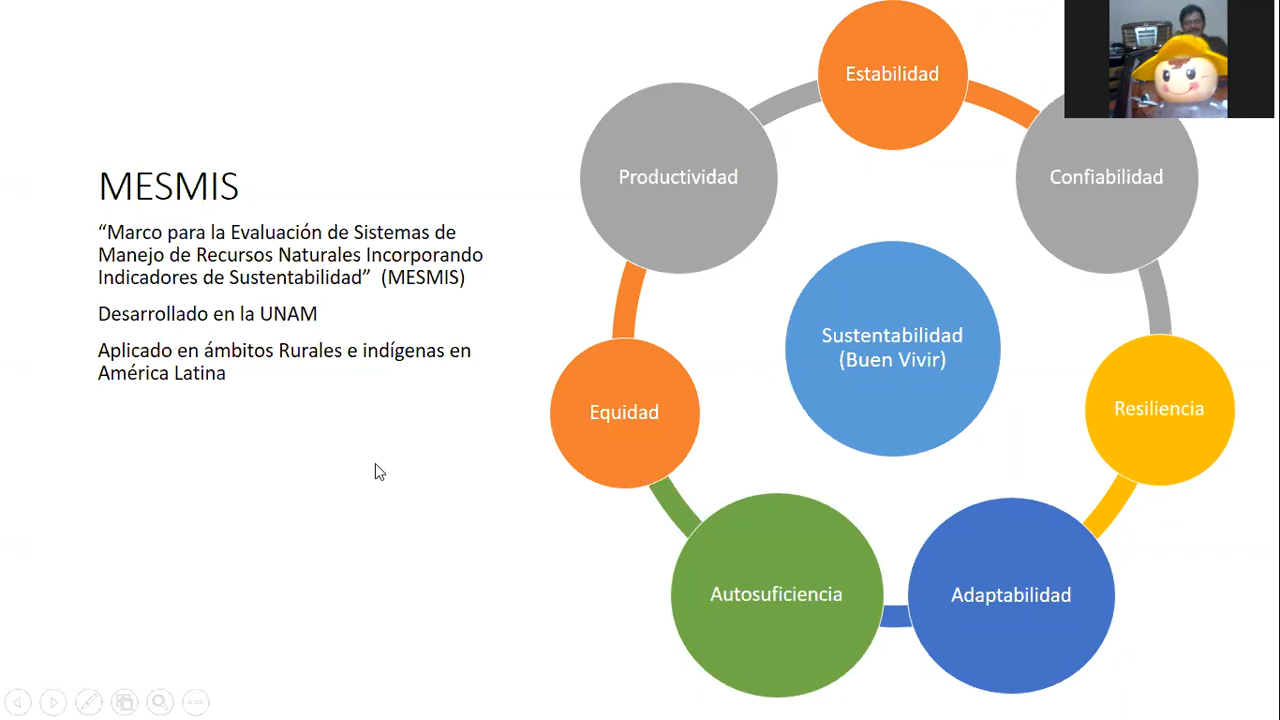 MESMIS
“Marco para la Evaluación de Sistemas de
Manejo de Recursos Naturales Incorporando
Indicadores de Sustentabilidad” (MESMIS)
Desarrollado en la UNAM
Aplicado en ámbitos Rurales e indígenas en
América Latina
Estabilidad
Confiabilidad
Resiliencia
Adaptabilidad
Autosuficiencia
Equidad
Productividad
Sustentabilidad
(Buen Vivir)